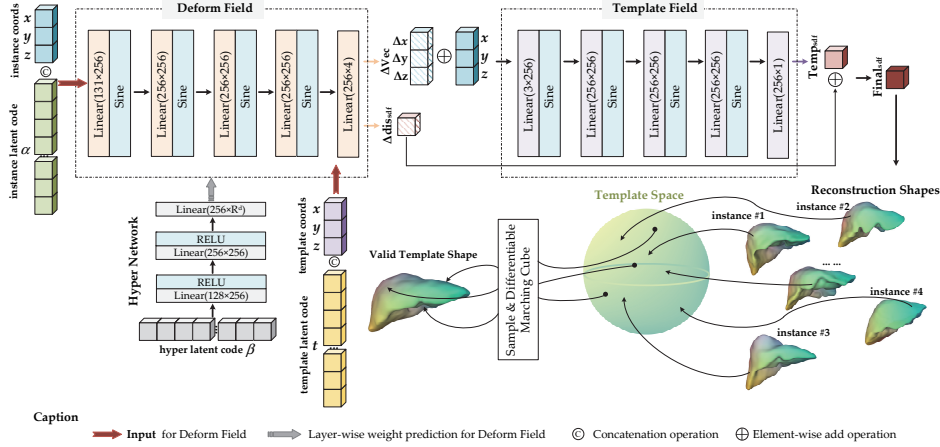 Deform Field
Template Field
instance coords
x
y
z
©
instance latent code
α
Linear(131×256)
Sine
Linear(256×256)
Sine
Linear(256×256)
Sine
Linear(256×256)
Sine
Linear(256×4)
ΔVec
Δx
Δy
Δz
Δdis_sdf
x
y
z
Linear(3×256)
Sine
Linear(256×256)
Sine
Linear(256×256)
Sine
Linear(256×256)
Sine
Linear(256×1)
Temp_sdf
Final_sdf
Hyper Network
Linear(256×R^d)
RELU
Linear(256×256)
RELU
Linear(128×256)
hyper latent code β
template coords
x
y
z
©
template latent code
t
Valid Template Shape
Sample & Differentiable
Marching Cube
Template Space
Reconstruction Shapes
instance #1
instance #2
... ...
instance #4
instance #3
Caption
Input for Deform Field
Layer-wise weight prediction for Deform Field
© Concatenation operation
⊕ Element-wise add operation